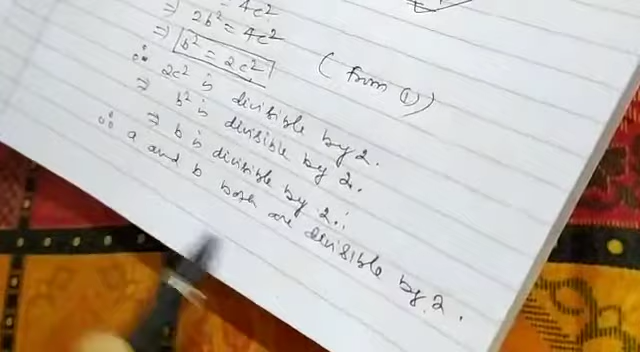 = 4c²
⇒ 2b² = 4c²
⇒ b² = 2c² (from ①)
∴ 2c² is divisible by 2.
⇒ b² is divisible by 2.
⇒ b is divisible by 2.
∴ a and b both are divisible by 2.